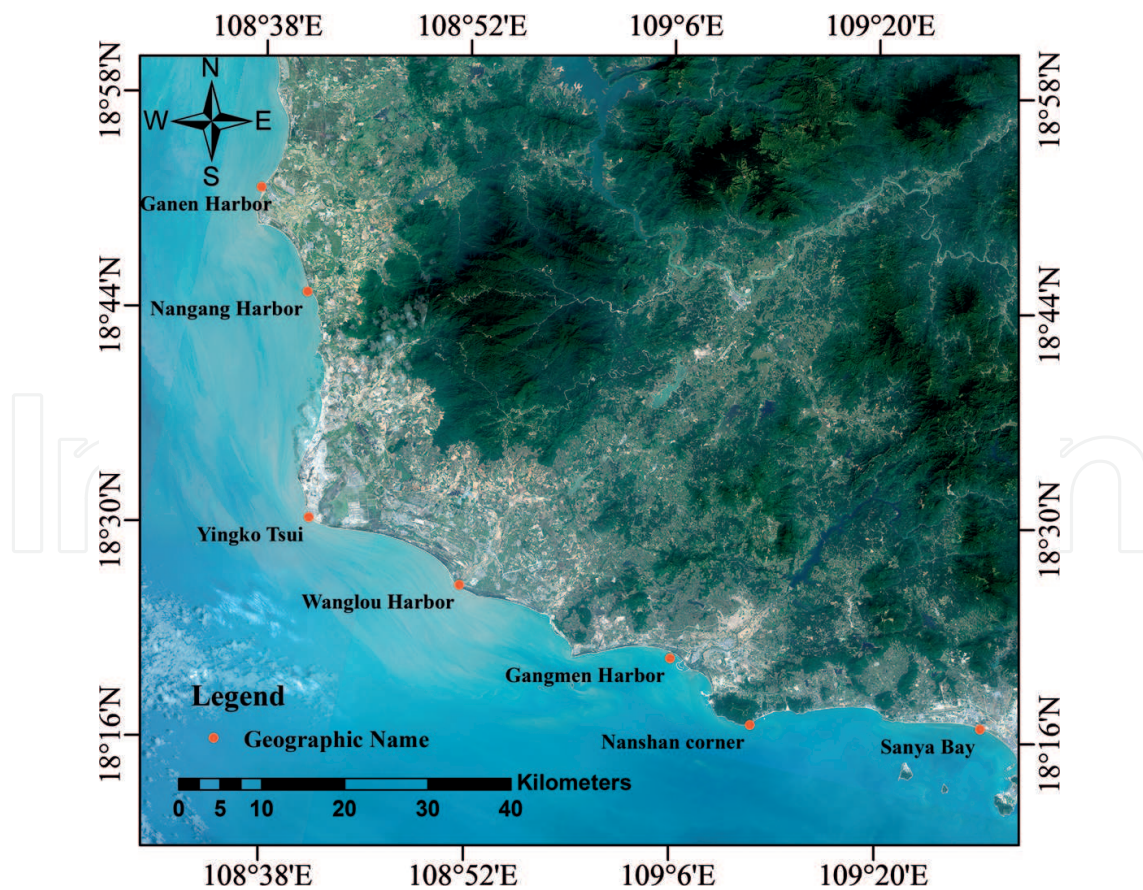 108°38'E 108°52'E 109°6'E 109°20'E
18°58'N
18°58'N
N
W E
S
Ganen Harbor
Nangang Harbor
18°44'N
18°44'N
Yingko Tsui
18°30'N
18°30'N
Wanglou Harbor
Gangmen Harbor
Legend
Geographic Name
Nanshan corner
Sanya Bay
18°16'N
18°16'N
Kilometers
0 5 10 20 30 40
108°38'E 108°52'E 109°6'E 109°20'E